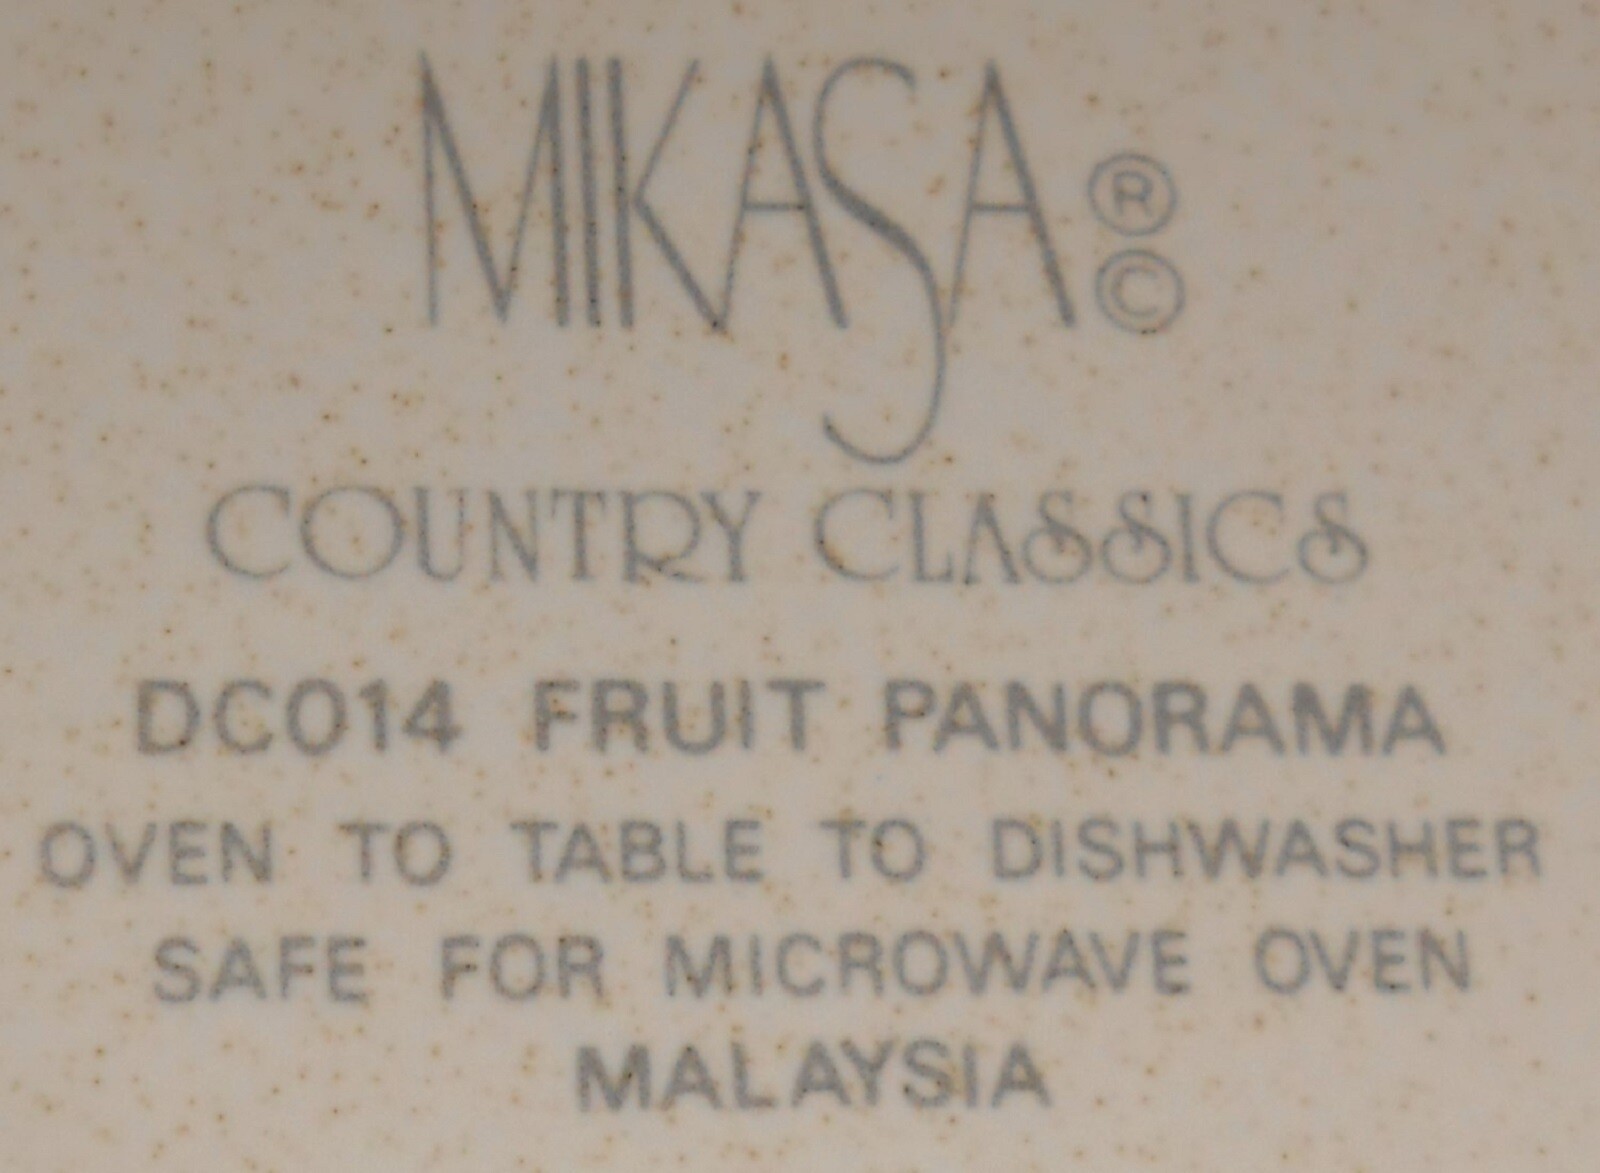 MIKASA ® ©
COUNTRY CLASSICS
DC014 FRUIT PANORAMA
OVEN TO TABLE TO DISHWASHER
SAFE FOR MICROWAVE OVEN
MALAYSIA